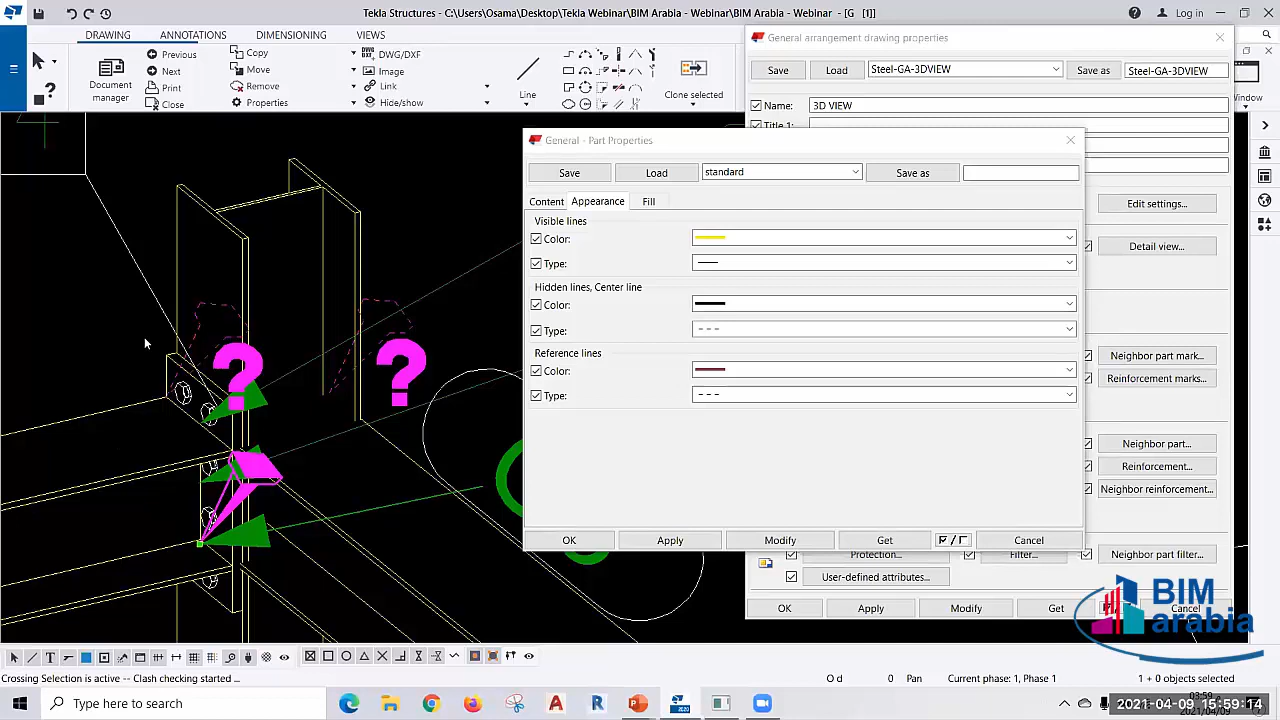 Tekla Structures
Osama\Desktop\Tekla Webinar\BIM Arabia - Webinar\BIM Arabia - Webinar - [G
Log in
DRAWING
ANNOTATIONS
DIMENSIONING
VIEWS
Document manager
Previous
Next
Print
Close
Copy
Move
Remove
Properties
DWG/DXF
Image
Link
Hide/show
Line
Clone selected
Window
General arrangement drawing properties
Save
Load
Steel-GA-3DVIEW
Save as
Steel-GA-3DVIEW
Name:
3D VIEW
Title 1:
Edit settings...
Detail view...
Neighbor part mark...
Reinforcement marks...
Neighbor part...
Reinforcement...
Neighbor reinforcement...
Protection...
Filter...
Neighbor part filter...
User-defined attributes...
OK
Apply
Modify
Get
Cancel
General - Part Properties
Save
Load
standard
Save as
Content
Appearance
Fill
Visible lines
Color:
Type:
Hidden lines, Center line
Color:
Type:
Reference lines
Color:
Type:
OK
Apply
Modify
Get
Cancel
? ?
BIM
arabia
Crossing Selection is active -- Clash checking started ...
O d
0
Pan
Current phase: 1, Phase 1
1 + 0 objects selected
Type here to search
03:59
2021-04-09 15:59:14